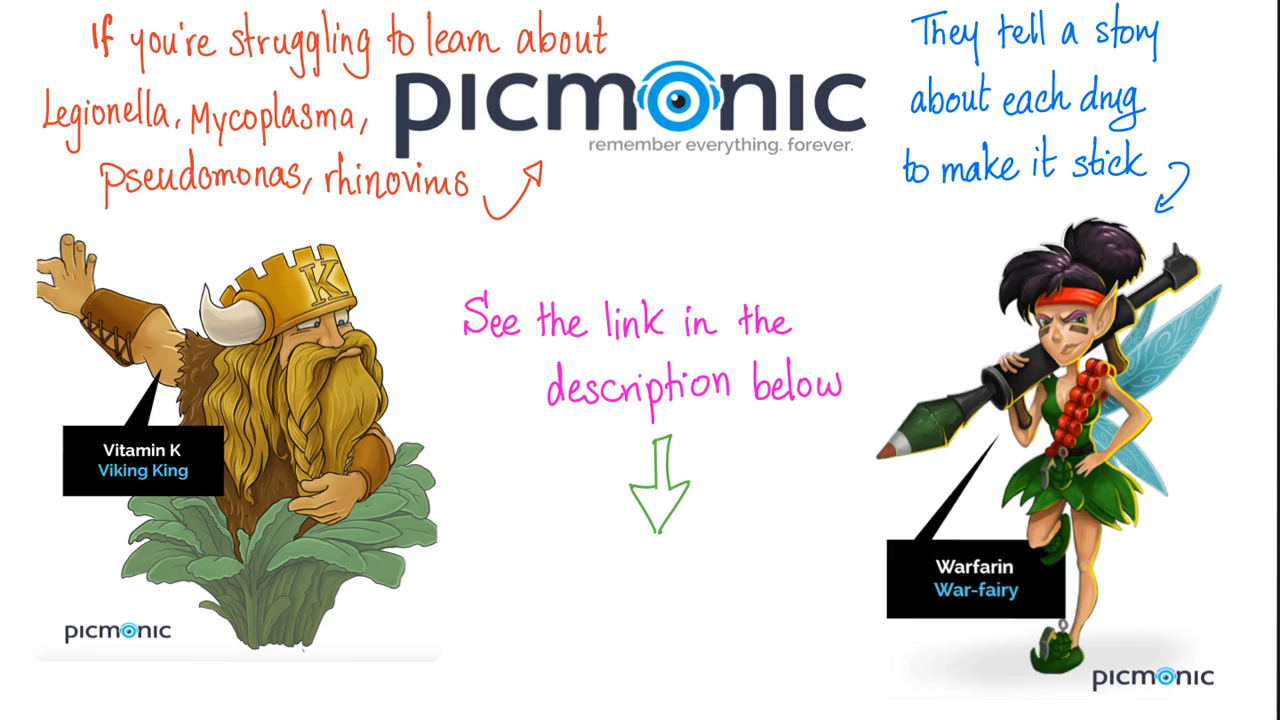 If you're struggling to learn about
Legionella, Mycoplasma,
pseudomonas, rhinovirus
picmonic
remember everything. forever.
They tell a story
about each drug
to make it stick
K
See the link in the
description below
Vitamin K
Viking King
picmonic
Warfarin
War-fairy
picmonic